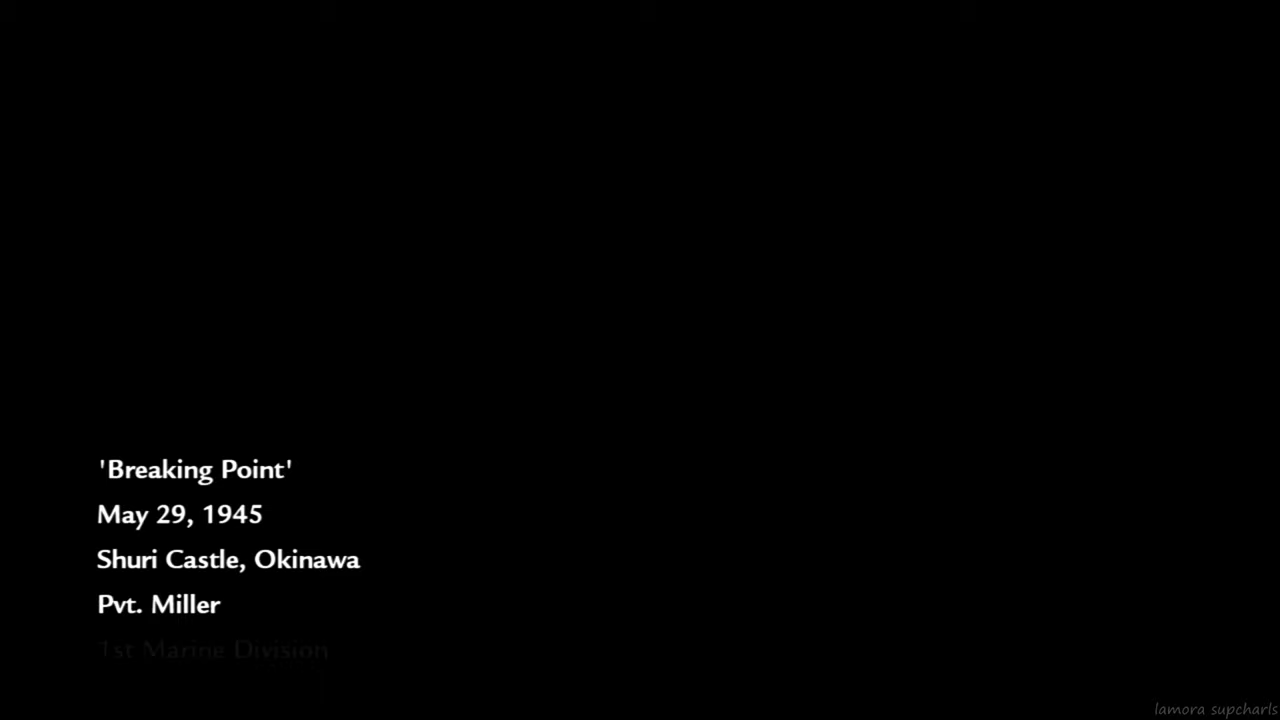 'Breaking Point'
May 29, 1945
Shuri Castle, Okinawa
Pvt. Miller
1st Marine Division
lamora supcharls